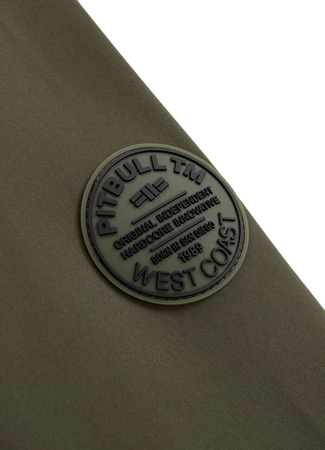 PITBULL TM
ORIGINAL INDEPENDENT
HARDCORE INNOVATIVE
BORN IN SAN DIEGO
1989
WEST COAST